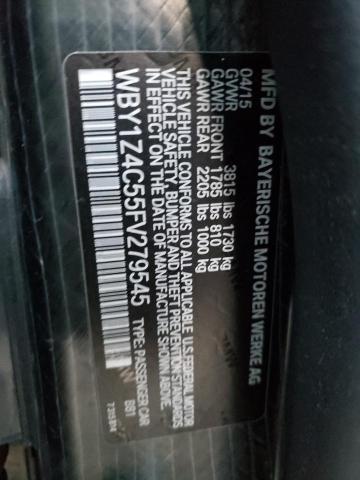 MFD BY BAYERISCHE MOTOREN WERKE AG
04/15
GVWR 3815 lbs 1730 kg
GAWR FRONT 1785 lbs 810 kg
GAWR REAR 2205 lbs 1000 kg
THIS VEHICLE CONFORMS TO ALL APPLICABLE U.S. FEDERAL MOTOR
VEHICLE SAFETY, BUMPER AND THEFT PREVENTION STANDARDS
IN EFFECT ON THE DATE OF MANUFACTURE SHOWN ABOVE.
WBY1Z4C55FV279545 TYPE: PASSENGER CAR
B81